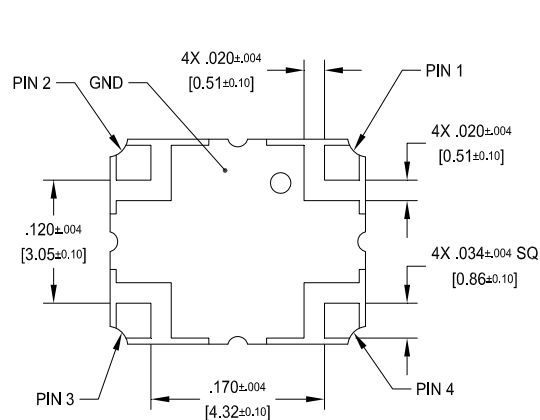 4X .020±.004
[0.51±0.10]
PIN 2
GND
PIN 1
4X .020±.004
[0.51±0.10]
.120±.004
[3.05±0.10]
4X .034±.004 SQ
[0.86±0.10]
PIN 3
.170±.004
[4.32±0.10]
PIN 4